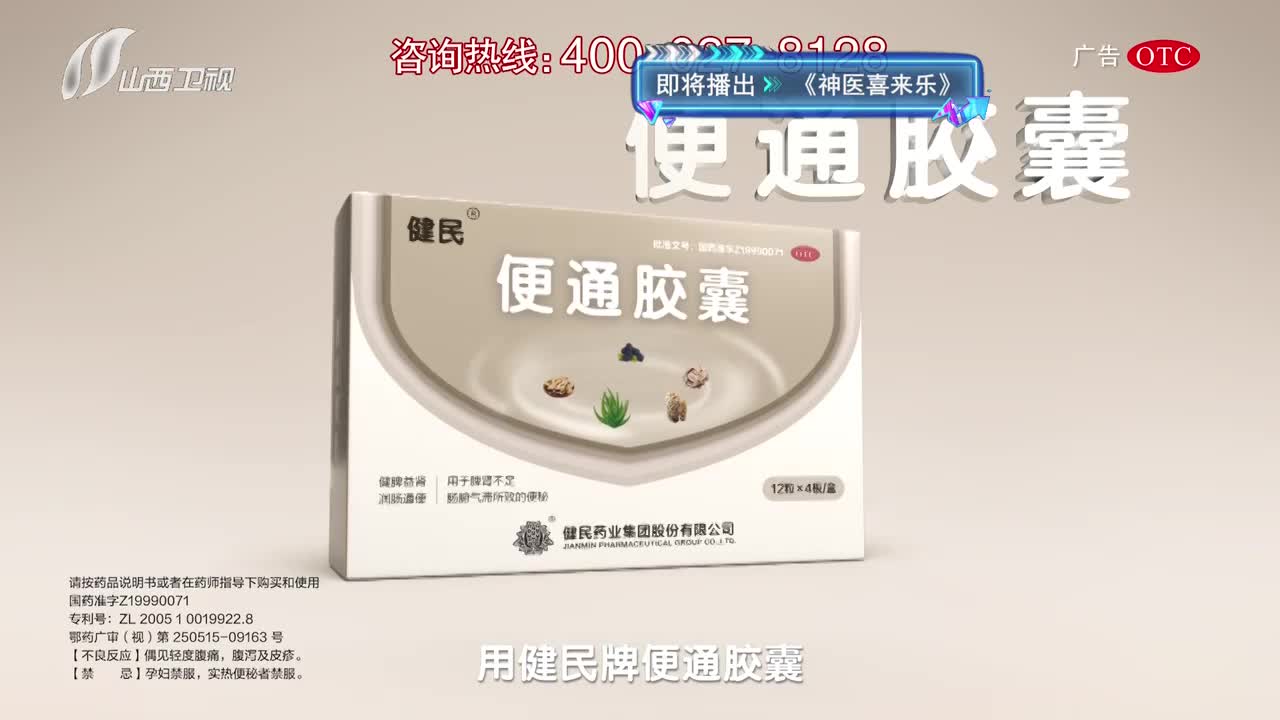 山西卫视
咨询热线:400
8128
广告 OTC
即将播出 《神医喜来乐》
便通胶囊
健民®
批准文号：国药准字Z19990071 OTC
便通胶囊
健脾益肾 用于脾肾不足
润肠通便 肠腑气滞所致的便秘
12粒×4板/盒
健民药业集团股份有限公司
JIANMIN PHARMACEUTICAL GROUP CO.,LTD.
请按药品说明书或者在药师指导下购买和使用
国药准字Z19990071
专利号：ZL 2005 1 0019922.8
鄂药广审（视）第 250515-09163 号
【不良反应】偶见轻度腹痛，腹泻及皮疹。
【禁 忌】孕妇禁服，实热便秘者禁服。
用健民牌便通胶囊